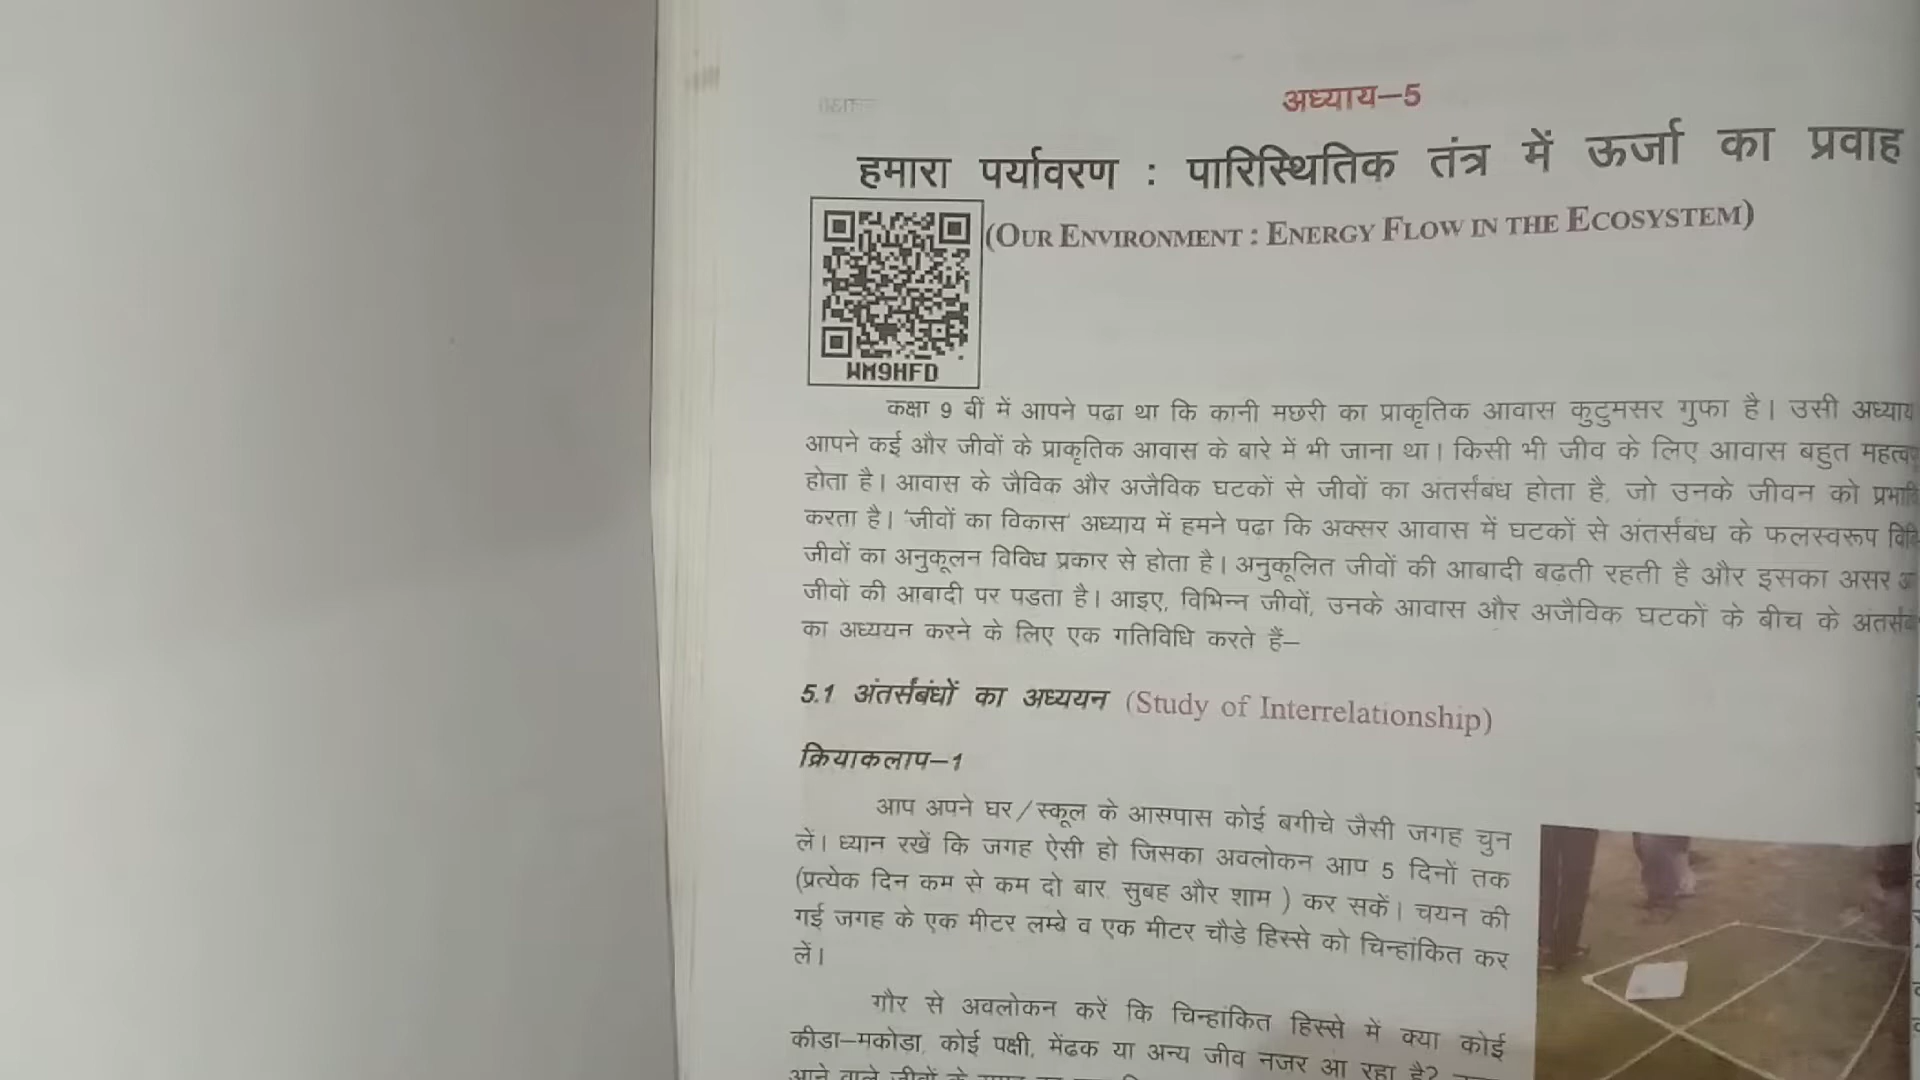 अध्याय–5
हमारा पर्यावरण : पारिस्थितिक तंत्र में ऊर्जा का प्रवाह
(OUR ENVIRONMENT : ENERGY FLOW IN THE ECOSYSTEM)
WM9HFD
कक्षा 9 वीं में आपने पढ़ा था कि कानी मछरी का प्राकृतिक आवास कुटुमसर गुफा है। उसी अध्याय
आपने कई और जीवों के प्राकृतिक आवास के बारे में भी जाना था। किसी भी जीव के लिए आवास बहुत
होता है। आवास के जैविक और अजैविक घटकों से जीवों का अंतर्संबंध होता है, जो उनके जीवन को
करता है। 'जीवों का विकास' अध्याय में हमने पढ़ा कि अक्सर आवास में घटकों से अंतर्संबंध के फलस्वरूप
जीवों का अनुकूलन विविध प्रकार से होता है। अनुकूलित जीवों की आबादी बढ़ती रहती है और इसका असर
जीवों की आबादी पर पड़ता है। आइए, विभिन्न जीवों, उनके आवास और अजैविक घटकों के बीच के
का अध्ययन करने के लिए एक गतिविधि करते हैं–
5.1 अंतर्संबंधों का अध्ययन (Study of Interrelationship)
क्रियाकलाप–1
आप अपने घर/स्कूल के आसपास कोई बगीचे जैसी जगह चुन
लें। ध्यान रखें कि जगह ऐसी हो जिसका अवलोकन आप 5 दिनों तक
(प्रत्येक दिन कम से कम दो बार, सुबह और शाम ) कर सकें। चयन की
गई जगह के एक मीटर लम्बे व एक मीटर चौड़े हिस्से को चिन्हांकित कर
लें।
गौर से अवलोकन करें कि चिन्हांकित हिस्से में क्या कोई
कीड़ा–मकोड़ा, कोई पक्षी, मेंढक या अन्य जीव नजर आ रहा है?